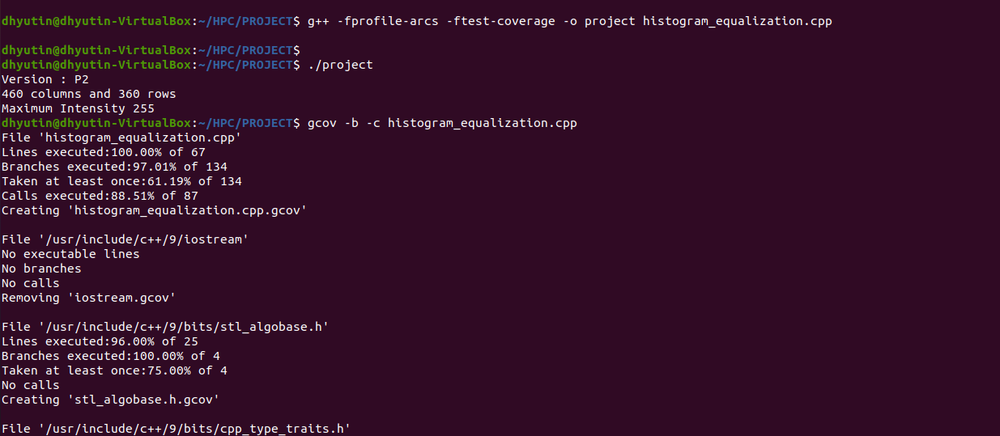 dhyutin@dhyutin-VirtualBox:~/HPC/PROJECT$ g++ -fprofile-arcs -ftest-coverage -o project histogram_equalization.cpp
dhyutin@dhyutin-VirtualBox:~/HPC/PROJECT$
dhyutin@dhyutin-VirtualBox:~/HPC/PROJECT$ ./project
Version : P2
460 columns and 360 rows
Maximum Intensity 255
dhyutin@dhyutin-VirtualBox:~/HPC/PROJECT$ gcov -b -c histogram_equalization.cpp
File 'histogram_equalization.cpp'
Lines executed:100.00% of 67
Branches executed:97.01% of 134
Taken at least once:61.19% of 134
Calls executed:88.51% of 87
Creating 'histogram_equalization.cpp.gcov'
File '/usr/include/c++/9/iostream'
No executable lines
No branches
No calls
Removing 'iostream.gcov'
File '/usr/include/c++/9/bits/stl_algobase.h'
Lines executed:96.00% of 25
Branches executed:100.00% of 4
Taken at least once:75.00% of 4
No calls
Creating 'stl_algobase.h.gcov'
File '/usr/include/c++/9/bits/cpp_type_traits.h'